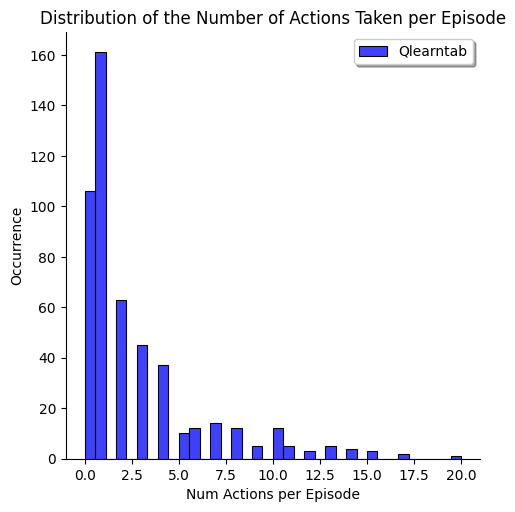 Distribution of the Number of Actions Taken per Episode
Qlearntab
160
140
120
100
80
60
40
20
0
Occurrence
0.0 2.5 5.0 7.5 10.0 12.5 15.0 17.5 20.0
Num Actions per Episode